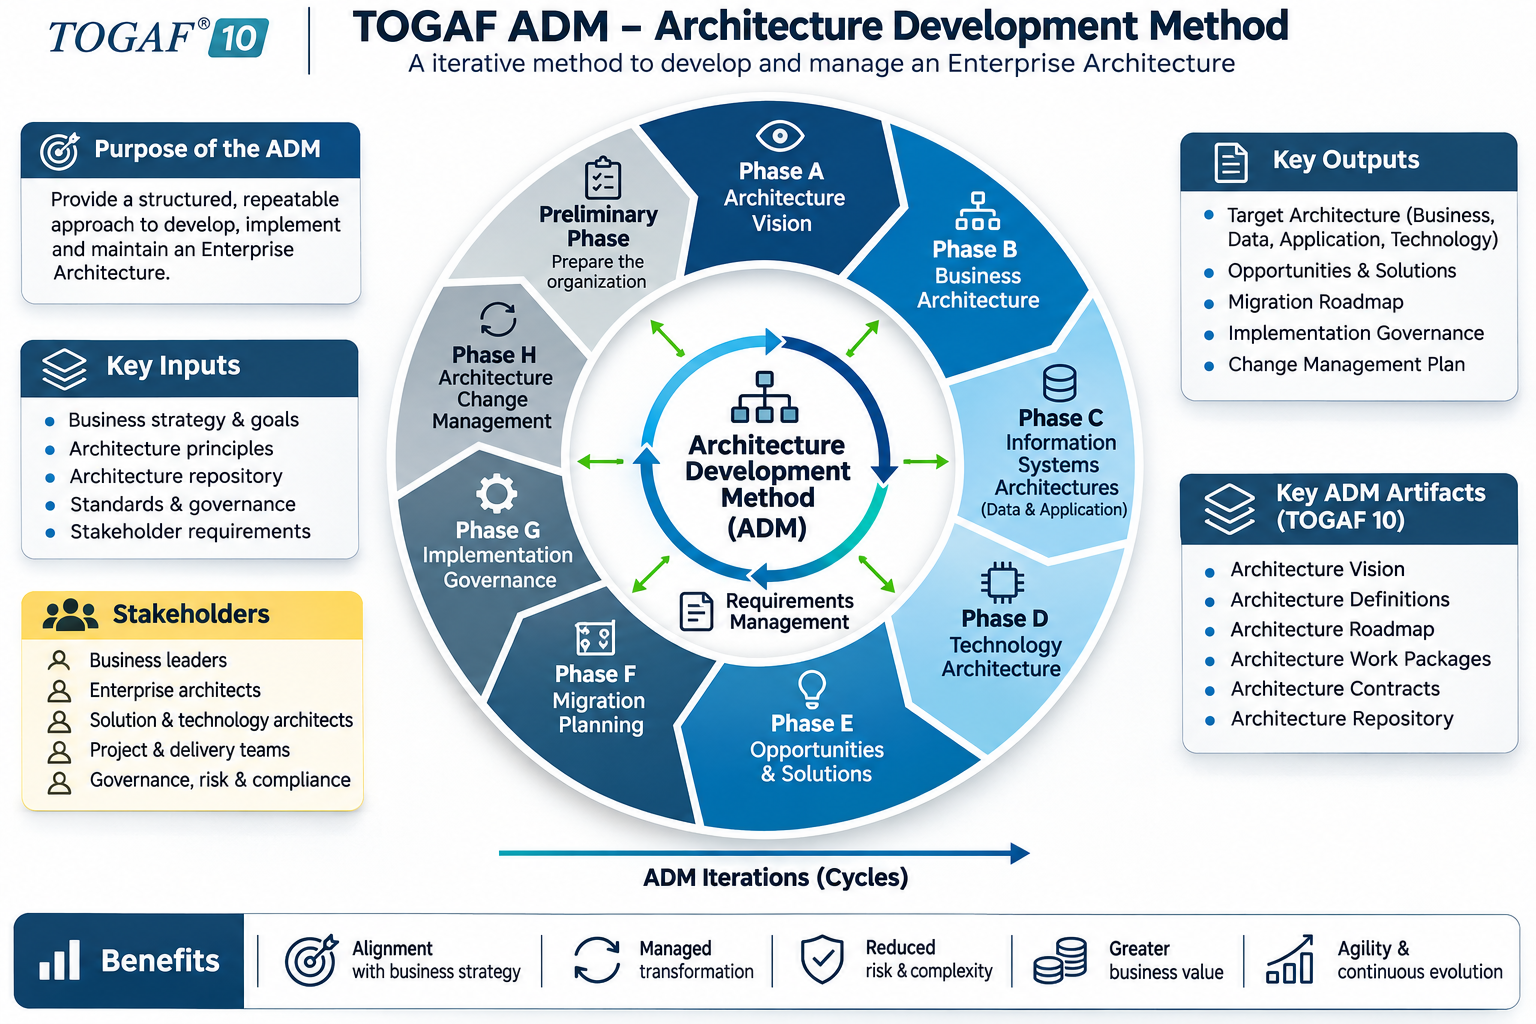 TOGAF® 10
TOGAF ADM – Architecture Development Method
A iterative method to develop and manage an Enterprise Architecture
Purpose of the ADM
Provide a structured, repeatable
approach to develop, implement
and maintain an Enterprise
Architecture.
Key Inputs
Business strategy & goals
Architecture principles
Architecture repository
Standards & governance
Stakeholder requirements
Stakeholders
Business leaders
Enterprise architects
Solution & technology architects
Project & delivery teams
Governance, risk & compliance
Preliminary
Phase
Prepare the
organization
Phase A
Architecture
Vision
Phase B
Business
Architecture
Phase C
Information
Systems
Architectures
(Data & Application)
Phase D
Technology
Architecture
Phase E
Opportunities
& Solutions
Phase F
Migration
Planning
Phase G
Implementation
Governance
Phase H
Architecture
Change
Management
Architecture
Development
Method
(ADM)
Requirements
Management
ADM Iterations (Cycles)
Key Outputs
Target Architecture (Business,
Data, Application, Technology)
Opportunities & Solutions
Migration Roadmap
Implementation Governance
Change Management Plan
Key ADM Artifacts
(TOGAF 10)
Architecture Vision
Architecture Definitions
Architecture Roadmap
Architecture Work Packages
Architecture Contracts
Architecture Repository
Benefits
Alignment
with business strategy
Managed
transformation
Reduced
risk & complexity
Greater
business value
Agility &
continuous evolution